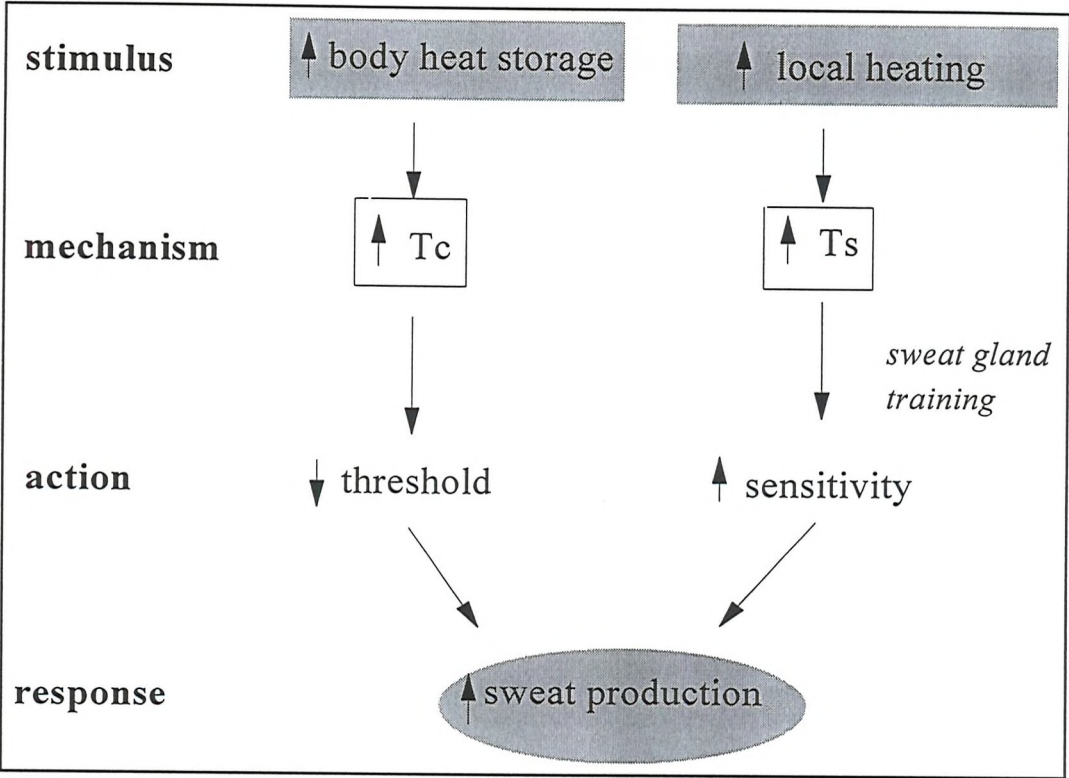 stimulus
↑ body heat storage
↑ local heating
mechanism
↑ Tc
↑ Ts
sweat gland
training
action
↓ threshold
↑ sensitivity
response
↑ sweat production